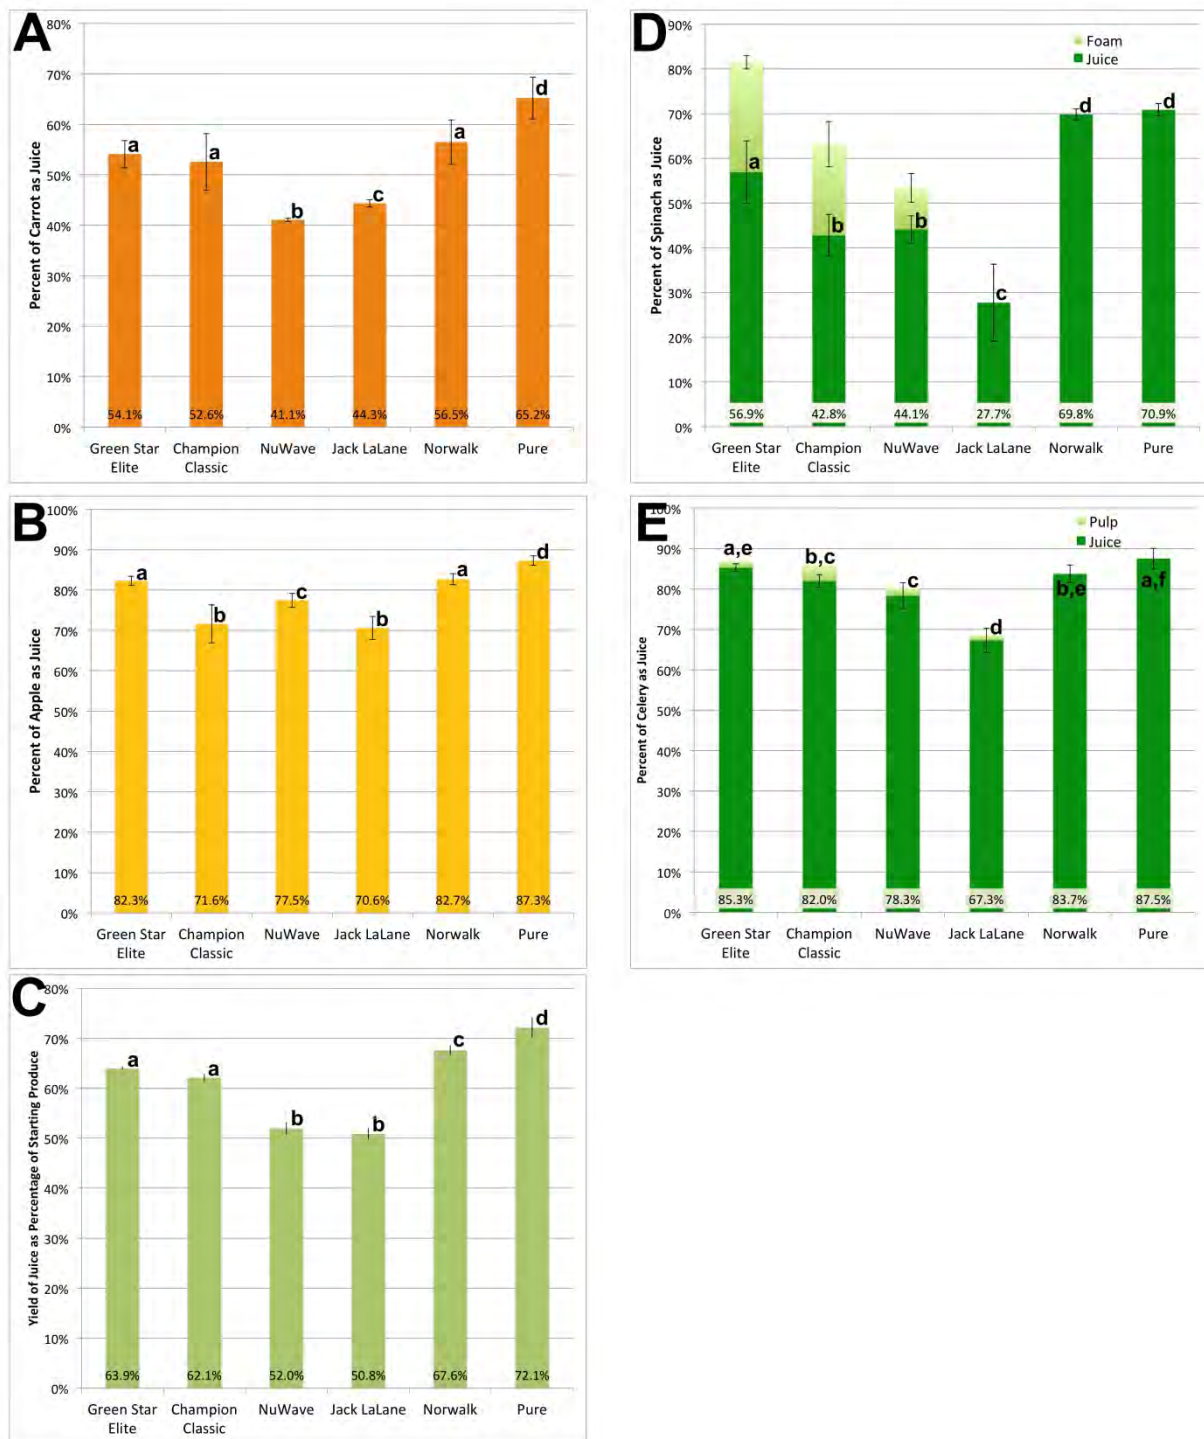 A
Percent of Carrot as Juice
80%
70%
60%
50%
40%
30%
20%
10%
0%
a
a
b
c
a
d
54.1%
52.6%
41.1%
44.3%
56.5%
65.2%
Green Star
Elite
Champion
Classic
NuWave
Jack LaLane
Norwalk
Pure
D
Percent of Spinach as Juice
90%
80%
70%
60%
50%
40%
30%
20%
10%
0%
Foam
Juice
a
b
b
c
d
d
56.9%
42.8%
44.1%
27.7%
69.8%
70.9%
Green Star
Elite
Champion
Classic
NuWave
Jack LaLane
Norwalk
Pure
B
Percent of Apple as Juice
100%
90%
80%
70%
60%
50%
40%
30%
20%
10%
0%
a
b
c
b
a
d
82.3%
71.6%
77.5%
70.6%
82.7%
87.3%
Green Star
Elite
Champion
Classic
NuWave
Jack LaLane
Norwalk
Pure
E
Percent of Celery as Juice
100%
90%
80%
70%
60%
50%
40%
30%
20%
10%
0%
Pulp
Juice
a,e
b,c
c
d
b,e
a,f
85.3%
82.0%
78.3%
67.3%
83.7%
87.5%
Green Star
Elite
Champion
Classic
NuWave
Jack LaLane
Norwalk
Pure
C
Yield of Juice as Percentage of Starting Produce
80%
70%
60%
50%
40%
30%
20%
10%
0%
a
a
b
b
c
d
63.9%
62.1%
52.0%
50.8%
67.6%
72.1%
Green Star
Elite
Champion
Classic
NuWave
Jack LaLane
Norwalk
Pure